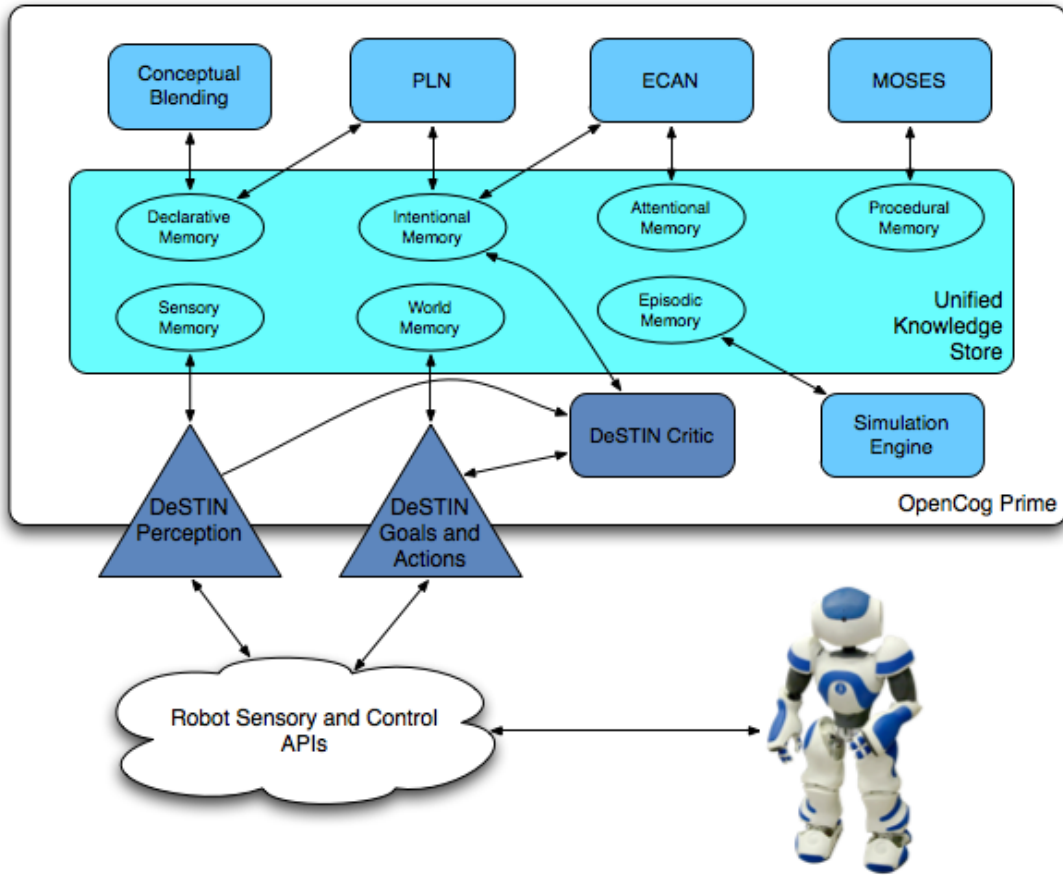 Conceptual
Blending
PLN
ECAN
MOSES
Declarative
Memory
Intentional
Memory
Attentional
Memory
Procedural
Memory
Sensory
Memory
World
Memory
Episodic
Memory
Unified
Knowledge
Store
DeSTIN Critic
Simulation
Engine
DeSTIN
Perception
DeSTIN
Goals and
Actions
OpenCog Prime
Robot Sensory and Control
APIs